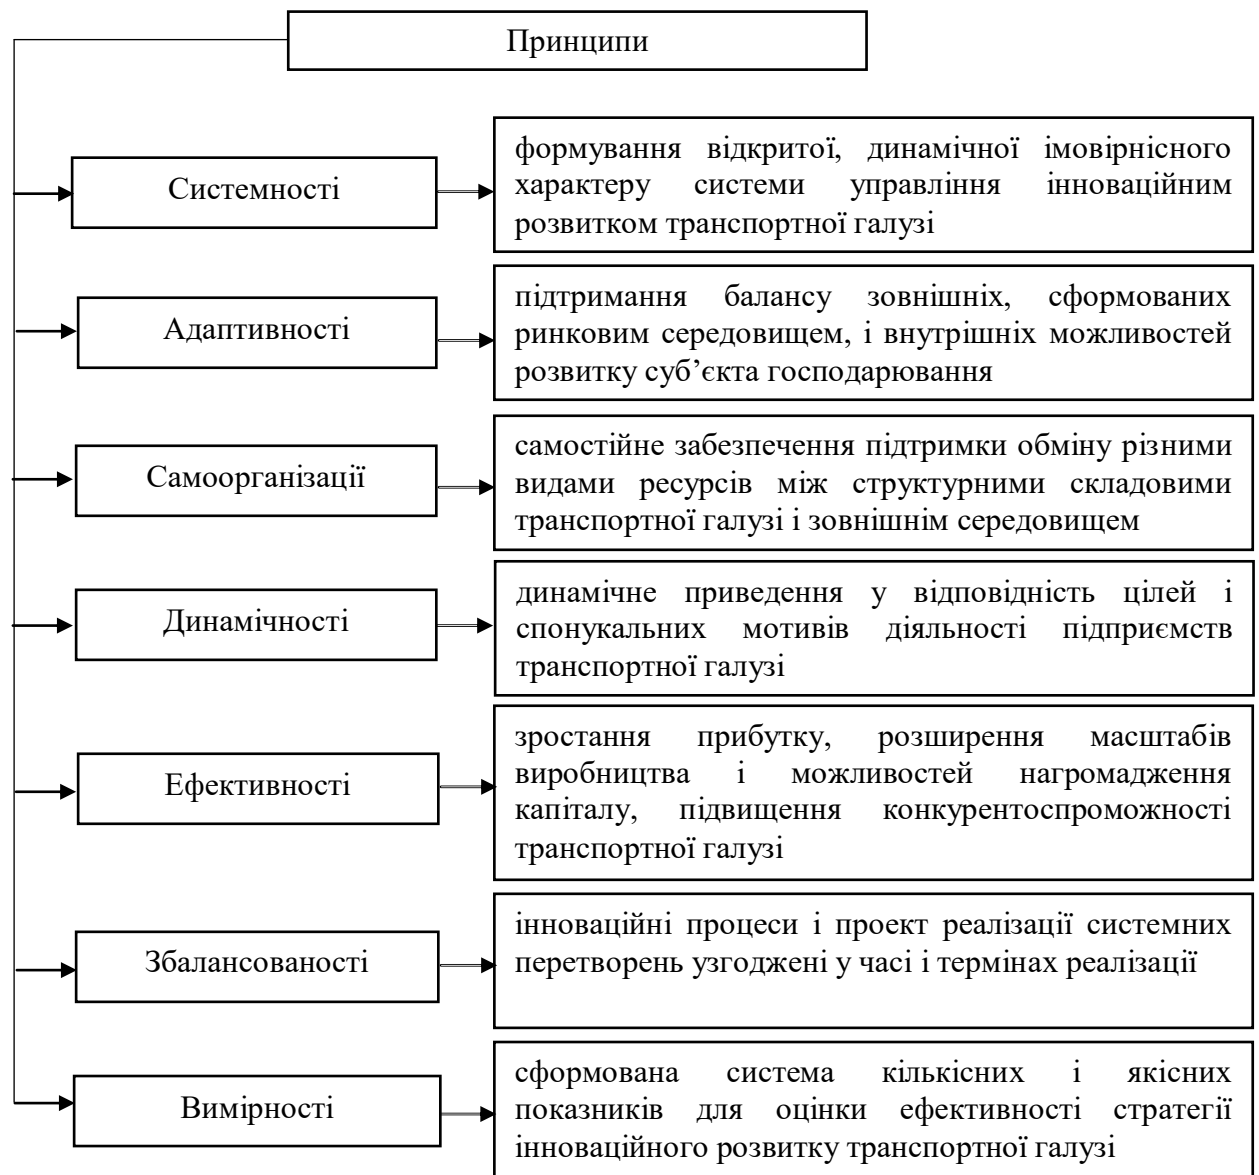 Принципи
Системності
формування відкритої, динамічної імовірнісного
характеру системи управління інноваційним
розвитком транспортної галузі
Адаптивності
підтримання балансу зовнішніх, сформованих
ринковим середовищем, і внутрішніх можливостей
розвитку суб’єкта господарювання
Самоорганізації
самостійне забезпечення підтримки обміну різними
видами ресурсів між структурними складовими
транспортної галузі і зовнішнім середовищем
Динамічності
динамічне приведення у відповідність цілей і
спонукальних мотивів діяльності підприємств
транспортної галузі
Ефективності
зростання прибутку, розширення масштабів
виробництва і можливостей нагромадження
капіталу, підвищення конкурентоспроможності
транспортної галузі
Збалансованості
інноваційні процеси і проект реалізації системних
перетворень узгоджені у часі і термінах реалізації
Вимірності
сформована система кількісних і якісних
показників для оцінки ефективності стратегії
інноваційного розвитку транспортної галузі